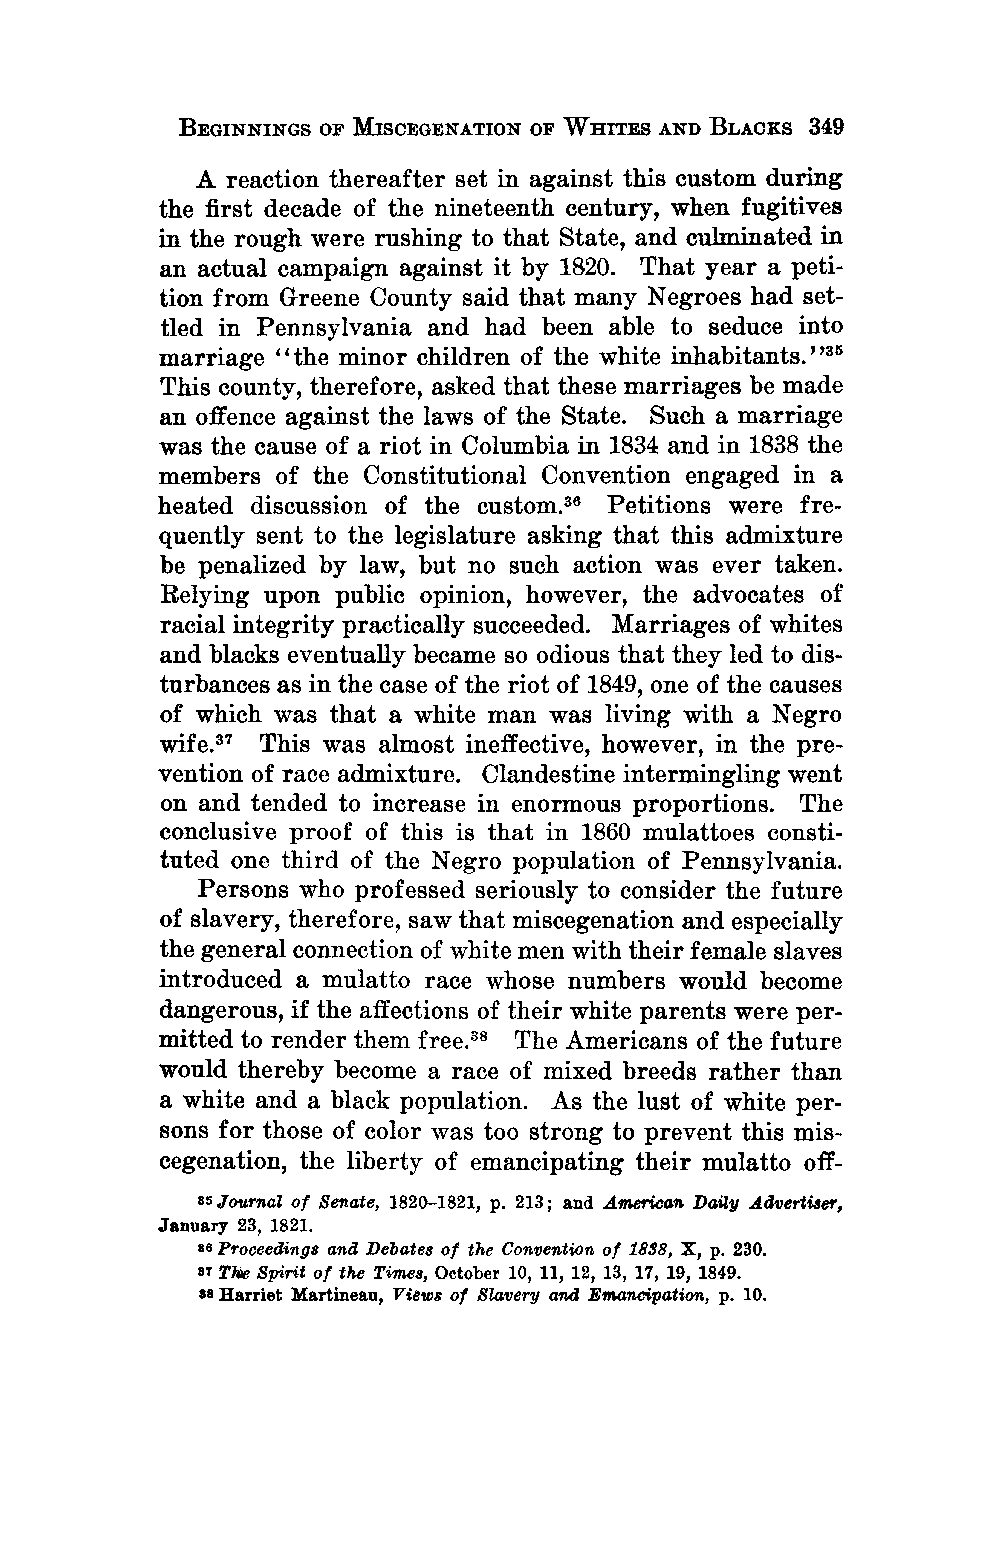 BEGINNINGS OF MISCEGENATION OF WHITES AND BLACKS 349
A reaction thereafter set in against this custom during
the first decade of the nineteenth century, when fugitives
in the rough were rushing to that State, and culminated in
an actual campaign against it by 1820. That year a peti-
tion from Greene County said that many Negroes had set-
tled in Pennsylvania and had been able to seduce into
marriage ‘‘the minor children of the white inhabitants.’’³⁵
This county, therefore, asked that these marriages be made
an offence against the laws of the State. Such a marriage
was the cause of a riot in Columbia in 1834 and in 1838 the
members of the Constitutional Convention engaged in a
heated discussion of the custom.³⁶ Petitions were fre-
quently sent to the legislature asking that this admixture
be penalized by law, but no such action was ever taken.
Relying upon public opinion, however, the advocates of
racial integrity practically succeeded. Marriages of whites
and blacks eventually became so odious that they led to dis-
turbances as in the case of the riot of 1849, one of the causes
of which was that a white man was living with a Negro
wife.³⁷ This was almost ineffective, however, in the pre-
vention of race admixture. Clandestine intermingling went
on and tended to increase in enormous proportions. The
conclusive proof of this is that in 1860 mulattoes consti-
tuted one third of the Negro population of Pennsylvania.
Persons who professed seriously to consider the future
of slavery, therefore, saw that miscegenation and especially
the general connection of white men with their female slaves
introduced a mulatto race whose numbers would become
dangerous, if the affections of their white parents were per-
mitted to render them free.³⁸ The Americans of the future
would thereby become a race of mixed breeds rather than
a white and a black population. As the lust of white per-
sons for those of color was too strong to prevent this mis-
cegenation, the liberty of emancipating their mulatto off-
³⁵ Journal of Senate, 1820–1821, p. 213; and American Daily Advertiser,
January 23, 1821.
³⁶ Proceedings and Debates of the Convention of 1838, X, p. 230.
³⁷ The Spirit of the Times, October 10, 11, 12, 13, 17, 19, 1849.
³⁸ Harriet Martineau, Views of Slavery and Emancipation, p. 10.